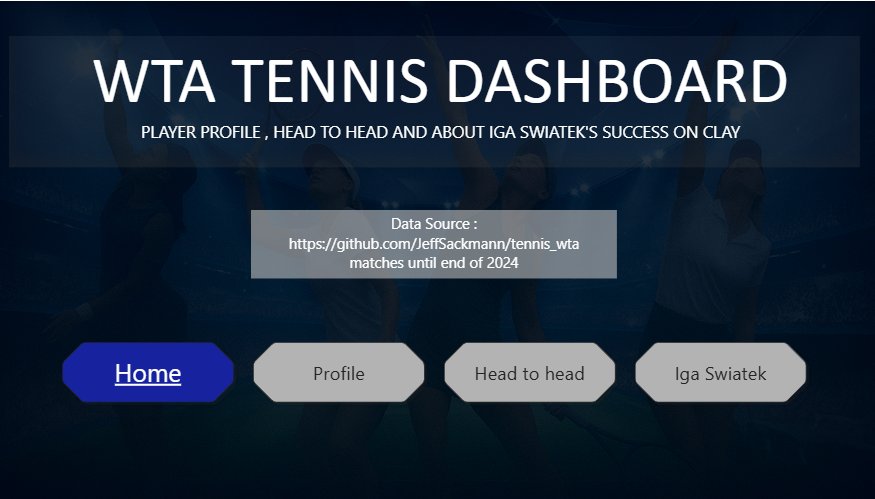 WTA TENNIS DASHBOARD
PLAYER PROFILE , HEAD TO HEAD AND ABOUT IGA SWIATEK'S SUCCESS ON CLAY
Data Source :
https://github.com/JeffSackmann/tennis_wta
matches until end of 2024
Home
Profile
Head to head
Iga Swiatek